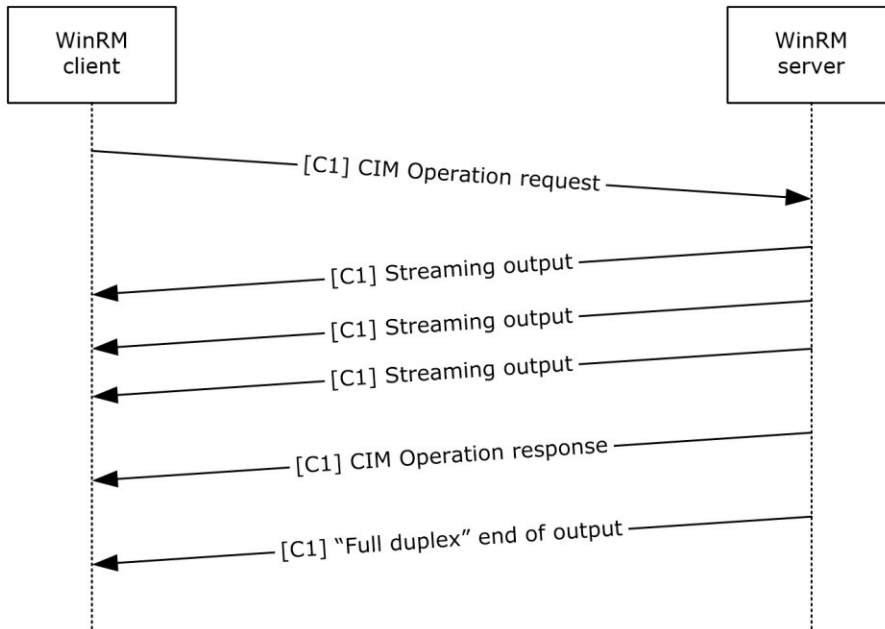 WinRM
client
WinRM
server
[C1] CIM Operation request
[C1] Streaming output
[C1] Streaming output
[C1] Streaming output
[C1] CIM Operation response
[C1] “Full duplex” end of output